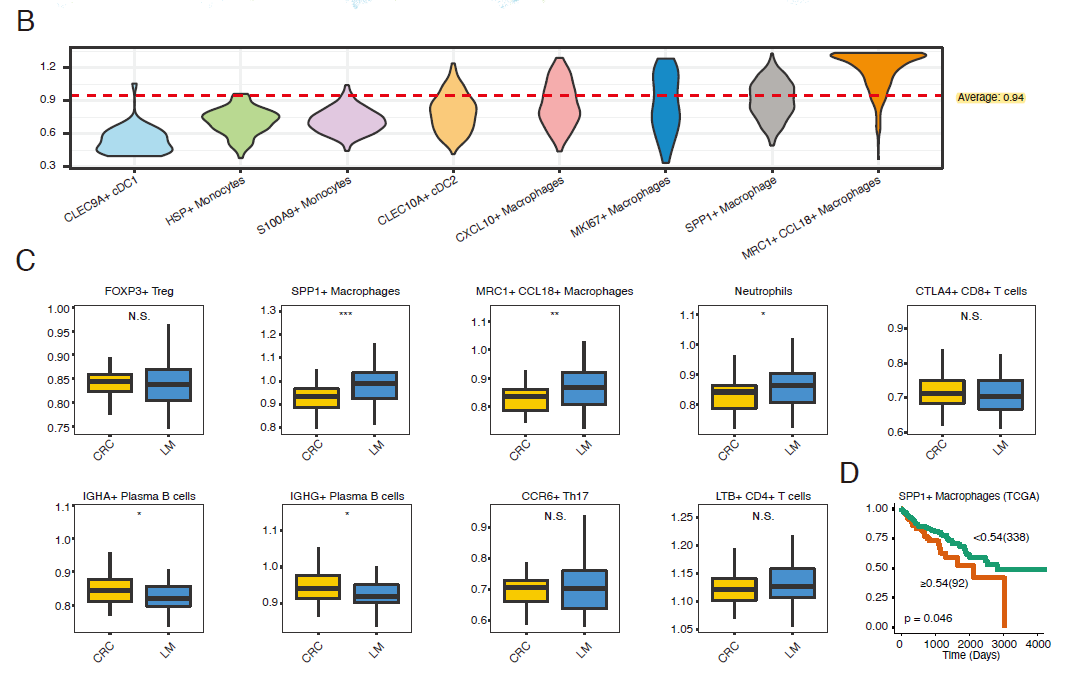 B
1.2
0.9
0.6
0.3
Average: 0.94
CLEC9A+ cDC1
HSP+ Monocytes
S100A9+ Monocytes
CLEC10A+ cDC2
CXCL10+ Macrophages
MKI67+ Macrophages
SPP1+ Macrophage
MRC1+ CCL18+ Macrophages
C
FOXP3+ Treg
N.S.
1.00
0.95
0.90
0.85
0.80
0.75
CRC
LM
SPP1+ Macrophages
***
1.3
1.2
1.1
1.0
0.9
0.8
CRC
LM
MRC1+ CCL18+ Macrophages
**
1.1
1.0
0.9
0.8
CRC
LM
Neutrophils
*
1.1
1.0
0.9
0.8
CRC
LM
CTLA4+ CD8+ T cells
N.S.
0.9
0.8
0.7
0.6
CRC
LM
IGHA+ Plasma B cells
*
1.1
1.0
0.9
0.8
CRC
LM
IGHG+ Plasma B cells
*
1.1
1.0
0.9
CRC
LM
CCR6+ Th17
N.S.
0.9
0.8
0.7
0.6
CRC
LM
LTB+ CD4+ T cells
N.S.
1.25
1.20
1.15
1.10
1.05
CRC
LM
D
SPP1+ Macrophages (TCGA)
1.00
0.75
0.50
0.25
0.00
<0.54(338)
≥0.54(92)
p = 0.046
0 1000 2000 3000 4000
Time (Days)